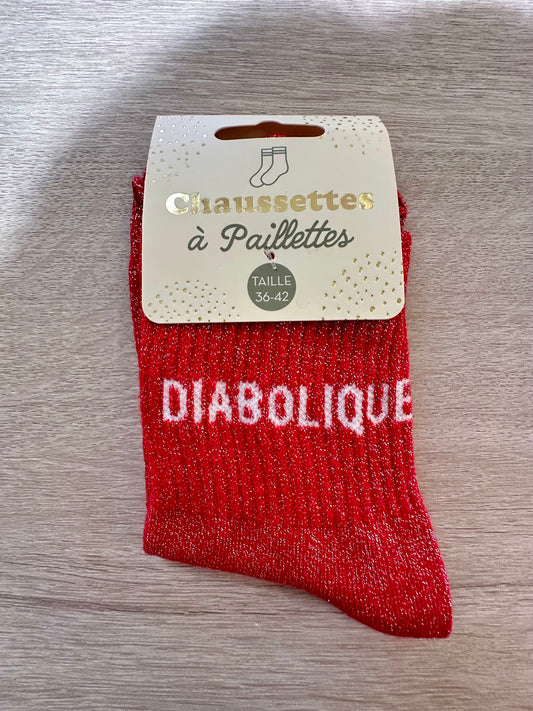 Chaussettes
à Paillettes
TAILLE
36-42
DIABOLIQUE